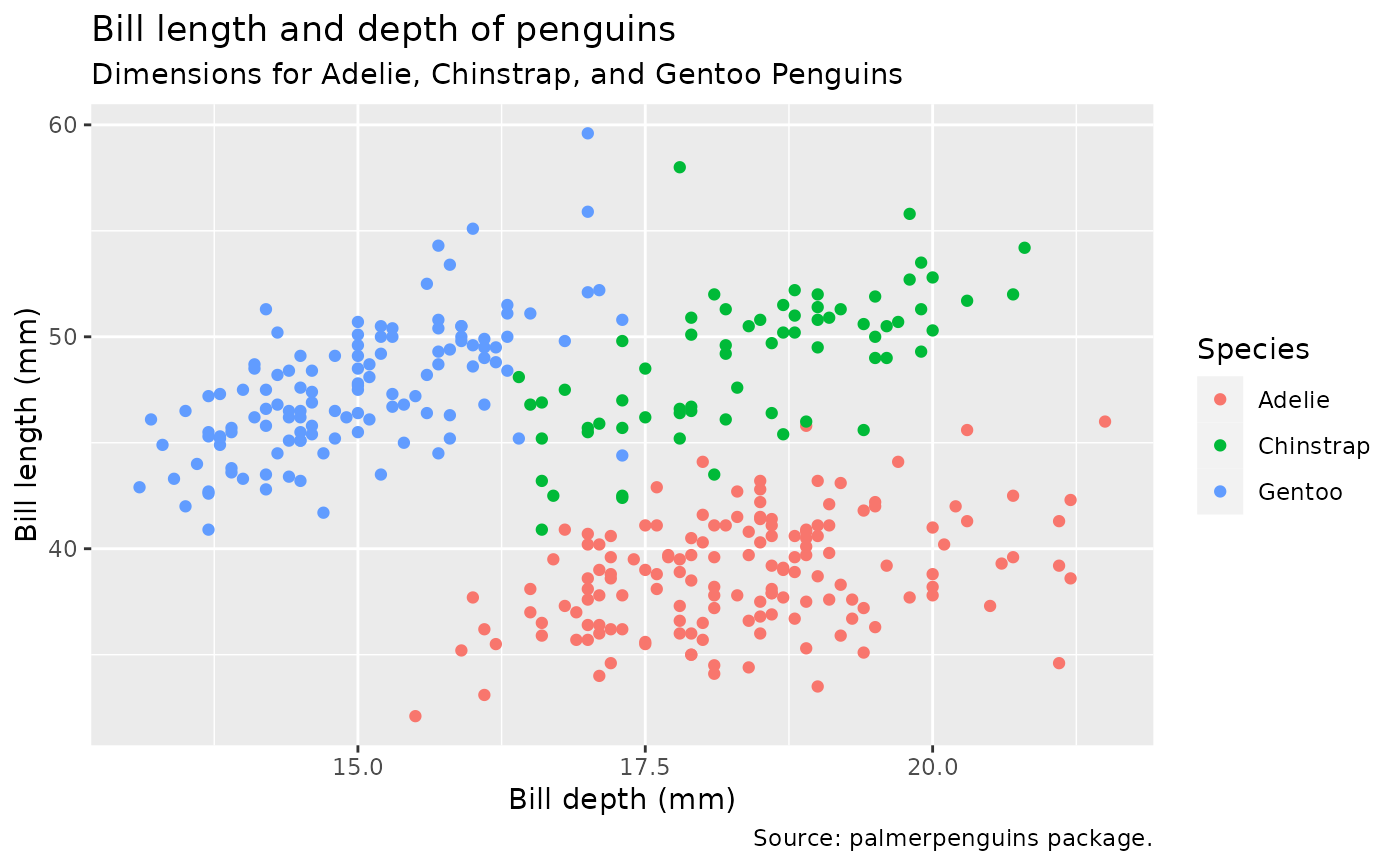 Bill length and depth of penguins
Dimensions for Adelie, Chinstrap, and Gentoo Penguins
60
50
40
Bill length (mm)
15.0
17.5
20.0
Bill depth (mm)
Species
Adelie
Chinstrap
Gentoo
Source: palmerpenguins package.